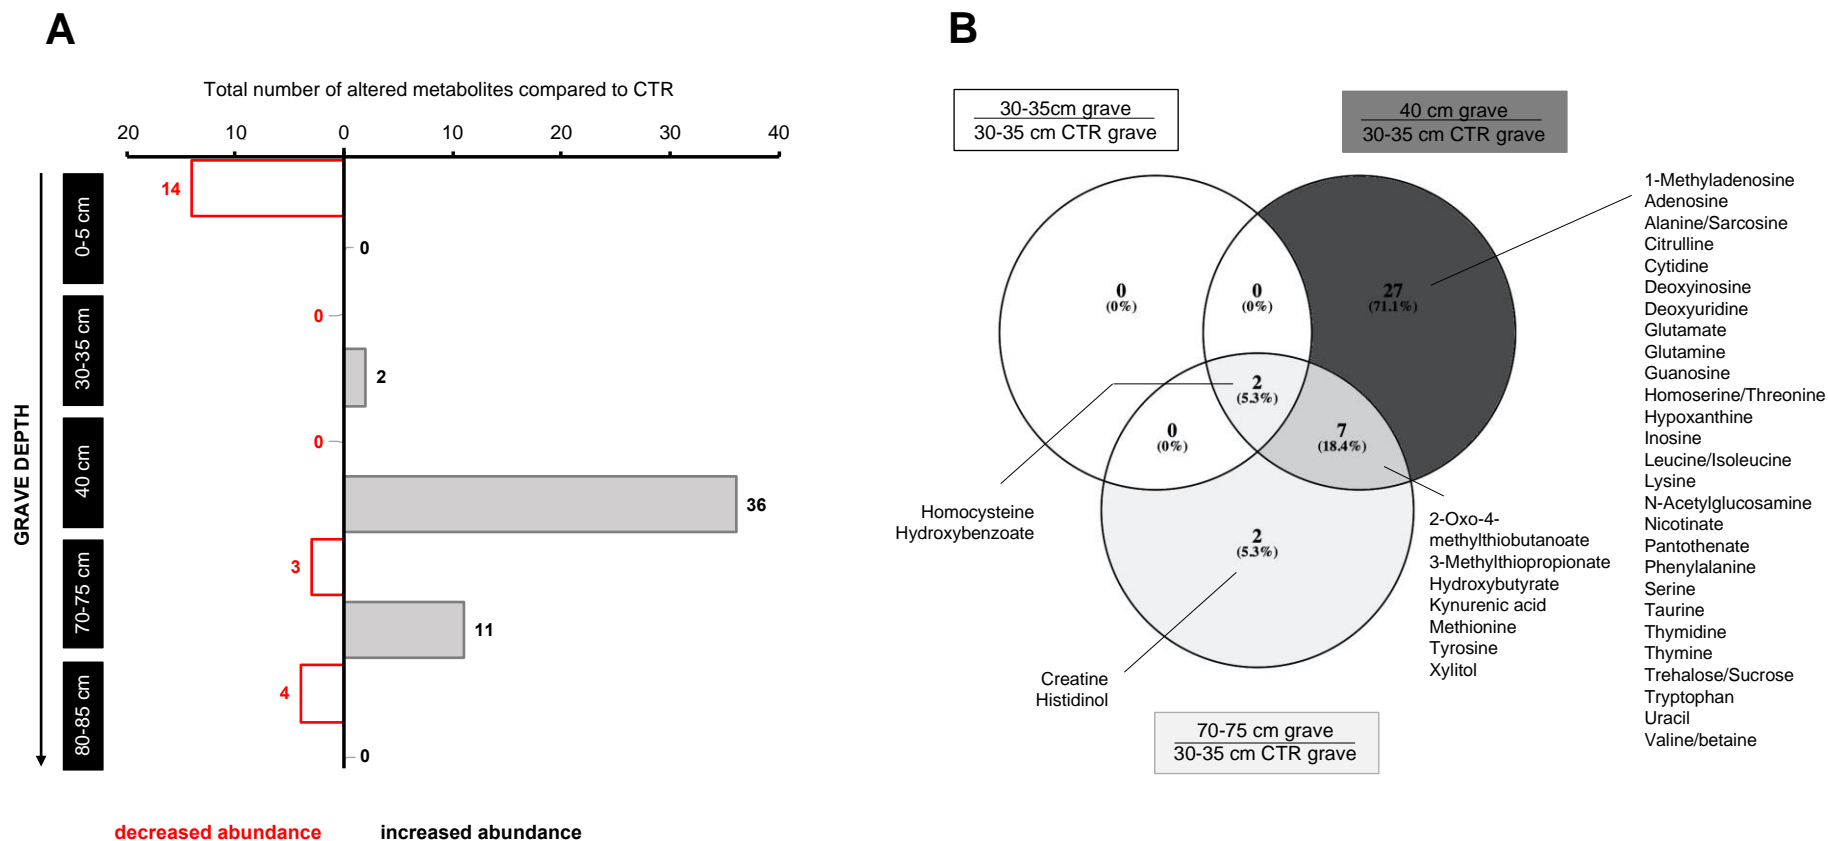 A
Total number of altered metabolites compared to CTR
20 10 0 10 20 30 40
GRAVE DEPTH
0-5 cm
14
0
30-35 cm
0
2
40 cm
0
36
70-75 cm
3
11
80-85 cm
4
0
decreased abundance
increased abundance
B
30-35cm grave
30-35 cm CTR grave
40 cm grave
30-35 cm CTR grave
0
(0%)
0
(0%)
27
(71.1%)
2
(5.3%)
0
(0%)
7
(18.4%)
2
(5.3%)
Homocysteine
Hydroxybenzoate
Creatine
Histidinol
2-Oxo-4-
methylthiobutanoate
3-Methylthiopropionate
Hydroxybutyrate
Kynurenic acid
Methionine
Tyrosine
Xylitol
1-Methyladenosine
Adenosine
Alanine/Sarcosine
Citrulline
Cytidine
Deoxyinosine
Deoxyuridine
Glutamate
Glutamine
Guanosine
Homoserine/Threonine
Hypoxanthine
Inosine
Leucine/Isoleucine
Lysine
N-Acetylglucosamine
Nicotinate
Pantothenate
Phenylalanine
Serine
Taurine
Thymidine
Thymine
Trehalose/Sucrose
Tryptophan
Uracil
Valine/betaine
70-75 cm grave
30-35 cm CTR grave